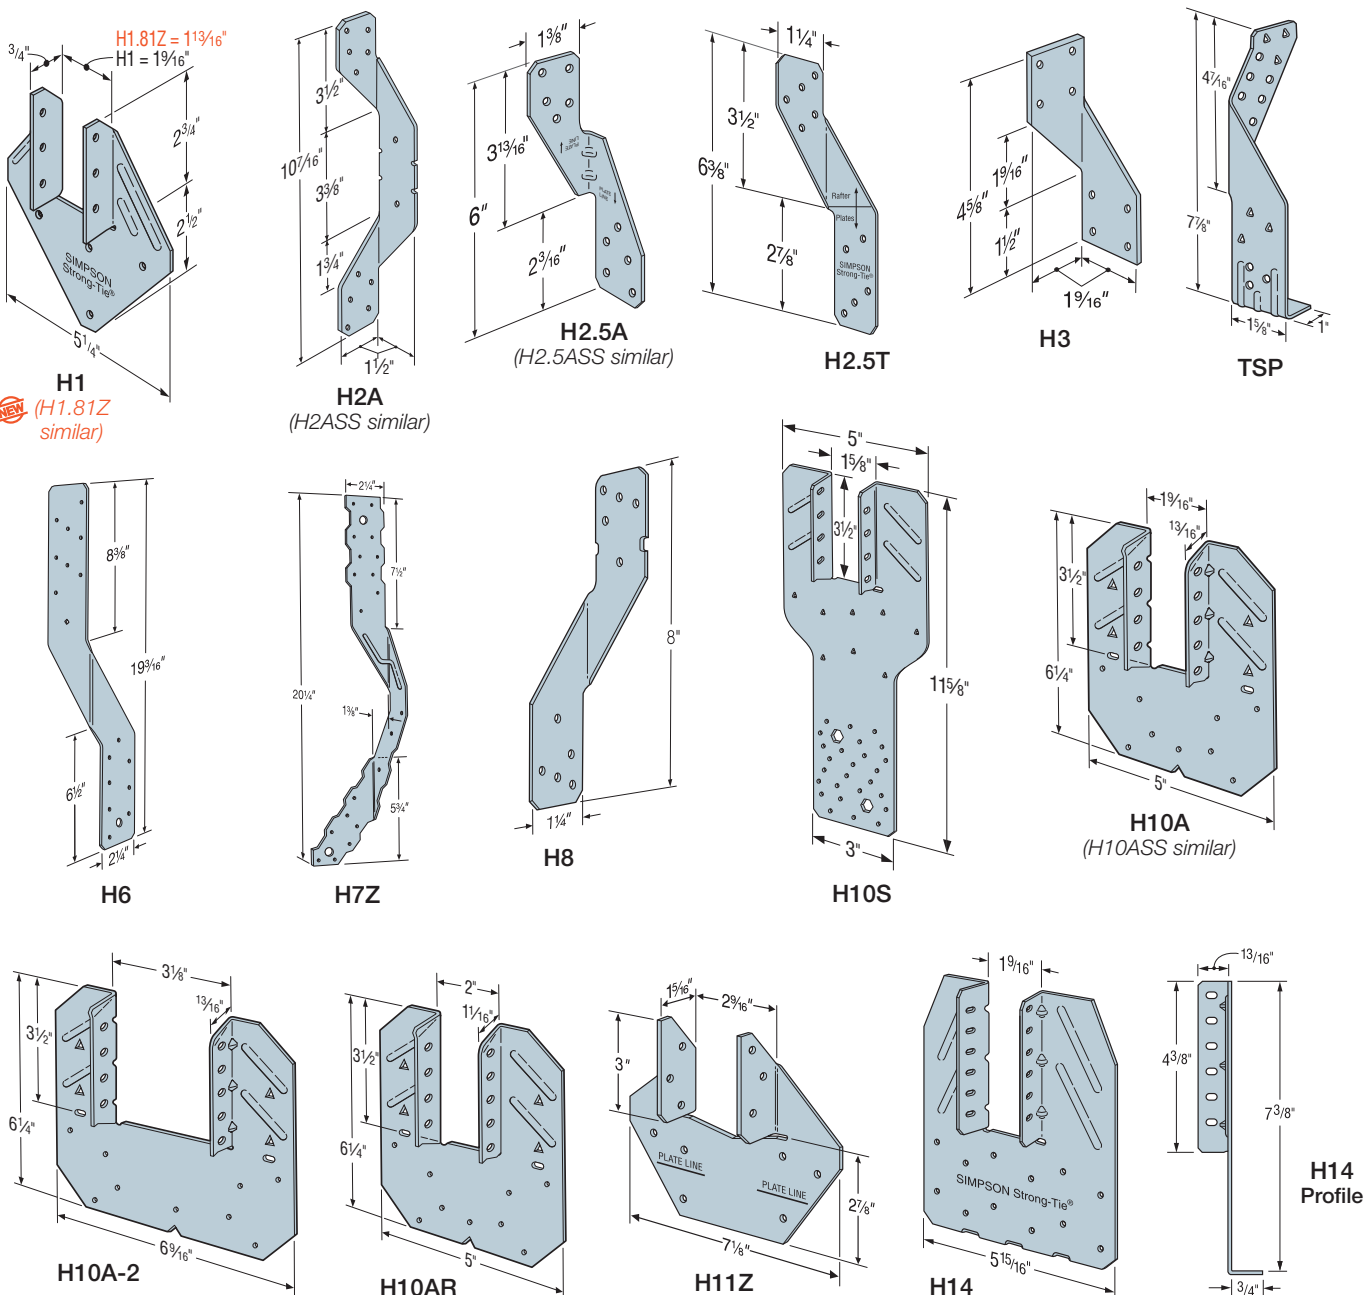 3/4"
H1.81Z = 1 13/16"
H1 = 1 9/16"
2 3/4"
2 1/2"
SIMPSON
Strong-Tie®
5 1/4"
H1
NEW (H1.81Z
similar)
3 1/2"
10 7/16"
3 3/8"
1 3/4"
1 1/2"
H2A
(H2ASS similar)
1 3/8"
3 13/16"
6"
2 3/16"
PLATE
LINE
PLATE
LINE
H2.5A
(H2.5ASS similar)
1 1/4"
3 1/2"
6 3/8"
2 7/8"
Rafter
Plates
SIMPSON
Strong-Tie®
H2.5T
4 5/8"
1 9/16"
1 1/2"
1 9/16"
H3
4 7/16"
7 7/8"
1 5/8"
1"
TSP
8 3/8"
19 3/16"
6 1/2"
2 1/4"
H6
2 1/4"
7 1/2"
20 1/4"
1 3/8"
5 3/4"
H7Z
8"
1 1/4"
H8
5"
1 5/8"
3 1/2"
11 5/8"
3"
H10S
1 9/16"
13/16"
3 1/2"
6 1/4"
5"
H10A
(H10ASS similar)
3 1/8"
13/16"
3 1/2"
6 1/4"
6 9/16"
H10A-2
2"
11/16"
3 1/2"
6 1/4"
5"
H10AR
1 5/16"
2 9/16"
3"
PLATE LINE
PLATE LINE
2 7/8"
7 1/8"
H11Z
1 9/16"
SIMPSON Strong-Tie®
5 15/16"
H14
13/16"
4 3/8"
7 3/8"
3/4"
H14
Profile